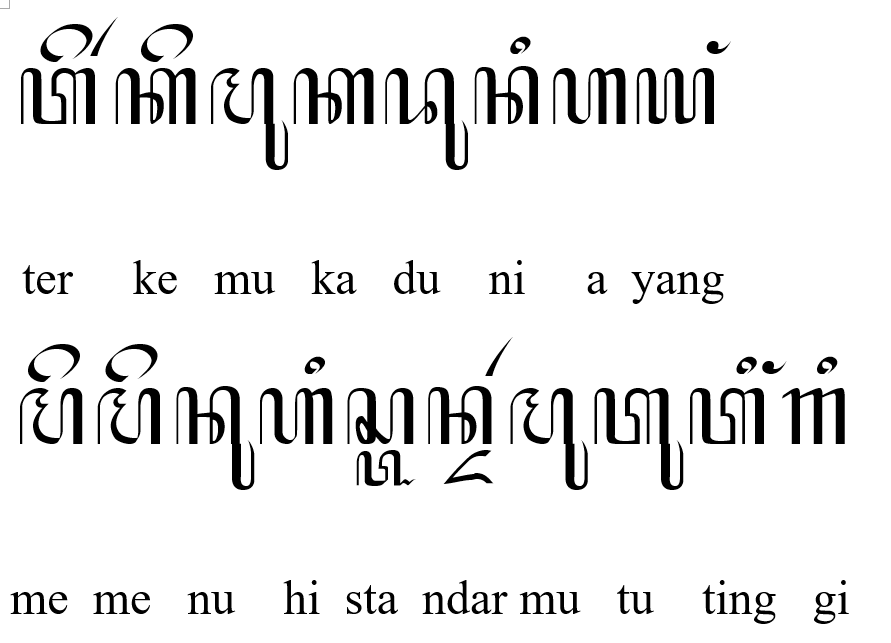 ꦠꦼꦂꦏꦼꦩꦸꦏꦢꦸꦤꦶꦲꦪꦁ
ter ke mu ka du ni a yang
ꦩꦼꦩꦼꦤꦸꦲꦶꦱ꧀ꦠꦤ꧀ꦢꦂꦩꦸꦠꦸꦠꦶꦁꦒꦶ
me me nu hi sta ndar mu tu ting gi